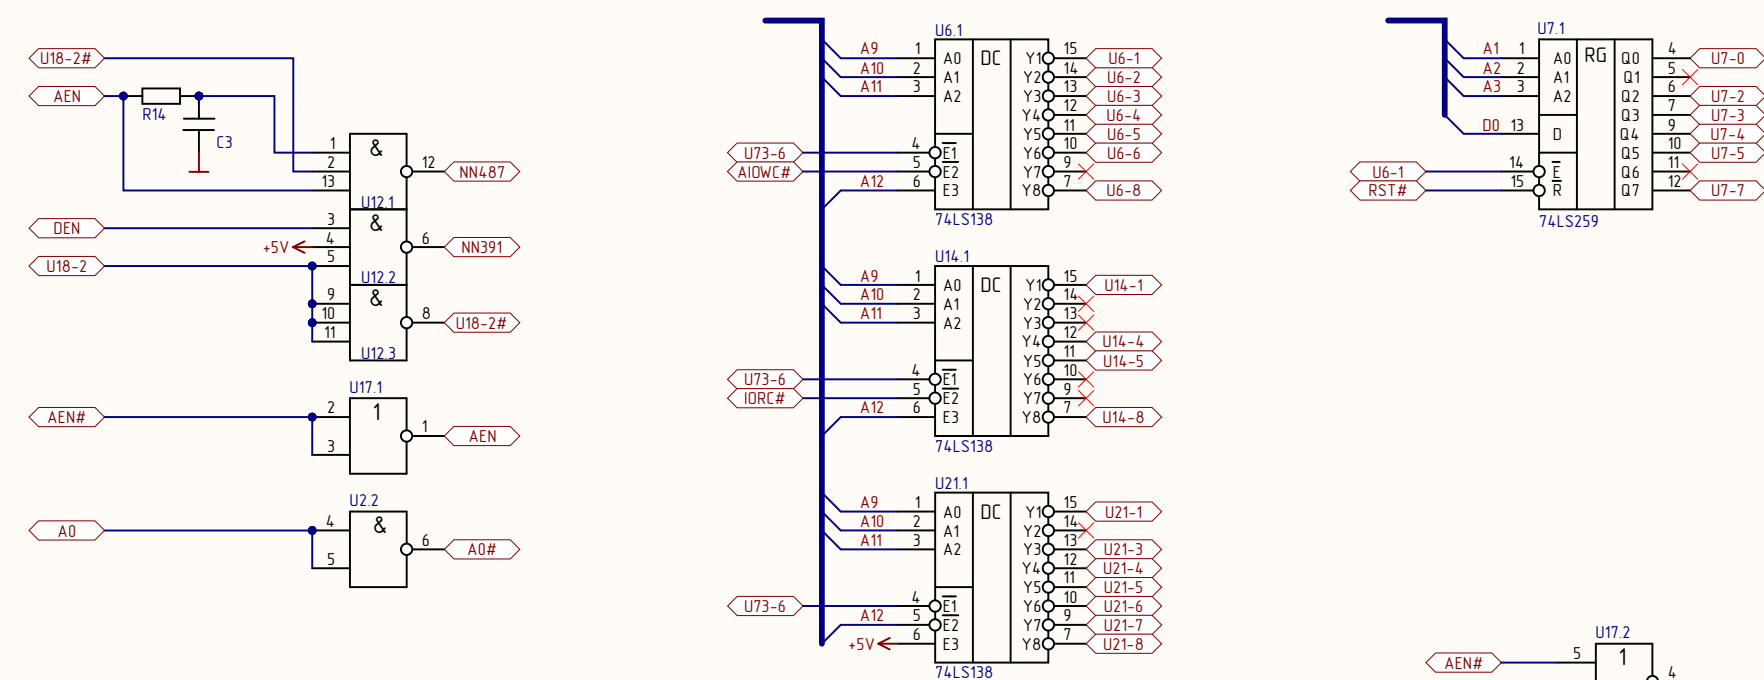 U18-2#
AEN
R14
C3
1
2
13
&
12
NN487
U12.1
DEN
3
+5V
4
U18-2
5
&
6
NN391
U12.2
9
10
11
&
8
U18-2#
U12.3
U17.1
AEN#
2
3
1
1
AEN
U2.2
A0
4
5
&
6
A0#
U6.1
A9 1 A0 DC Y1 15 U6-1
A10 2 A1 Y2 14 U6-2
A11 3 A2 Y3 13 U6-3
Y4 12 U6-4
Y5 11 U6-5
U73-6 4 E1 Y6 10 U6-6
AIOWC# 5 E2 Y7 9
A12 6 E3 Y8 7 U6-8
74LS138
U14.1
A9 1 A0 DC Y1 15 U14-1
A10 2 A1 Y2 14
A11 3 A2 Y3 13
Y4 12 U14-4
Y5 11 U14-5
U73-6 4 E1 Y6 10
IORC# 5 E2 Y7 9
A12 6 E3 Y8 7 U14-8
74LS138
U21.1
A9 1 A0 DC Y1 15 U21-1
A10 2 A1 Y2 14
A11 3 A2 Y3 13 U21-3
Y4 12 U21-4
Y5 11 U21-5
U73-6 4 E1 Y6 10 U21-6
A12 5 E2 Y7 9 U21-7
+5V 6 E3 Y8 7 U21-8
74LS138
U7.1
A1 1 A0 RG Q0 4 U7-0
A2 2 A1 Q1 5
A3 3 A2 Q2 6 U7-2
Q3 7 U7-3
D0 13 D Q4 9 U7-4
Q5 10 U7-5
U6-1 14 E Q6 11
RST# 15 R Q7 12 U7-7
74LS259
U17.2
AEN# 5 1
4